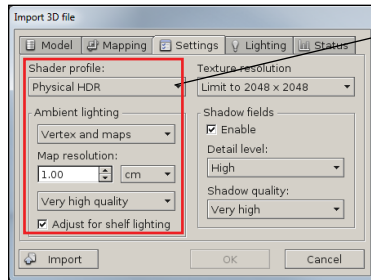 Import 3D file
Model Mapping Settings Lighting Status
Shader profile:
Physical HDR
Texture resolution
Limit to 2048 x 2048
Ambient lighting
Vertex and maps
Map resolution:
1.00 cm
Very high quality
Adjust for shelf lighting
Shadow fields
Enable
Detail level:
High
Shadow quality:
Very high
Import OK Cancel